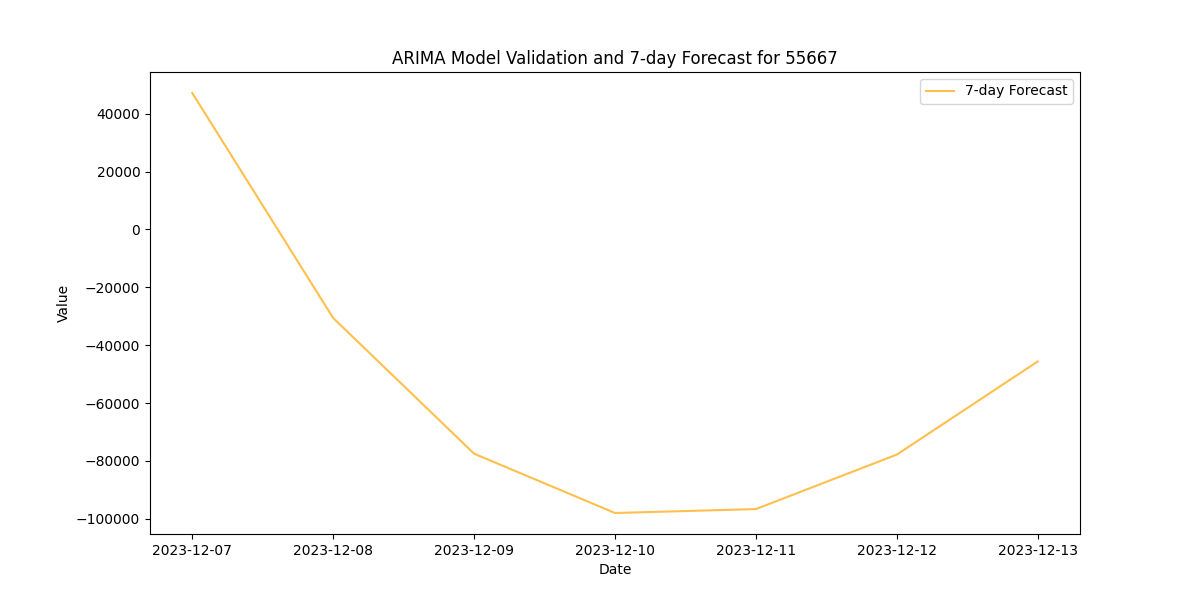 ARIMA Model Validation and 7-day Forecast for 55667
7-day Forecast
40000
20000
0
−20000
−40000
−60000
−80000
−100000
Value
2023-12-07 2023-12-08 2023-12-09 2023-12-10 2023-12-11 2023-12-12 2023-12-13
Date